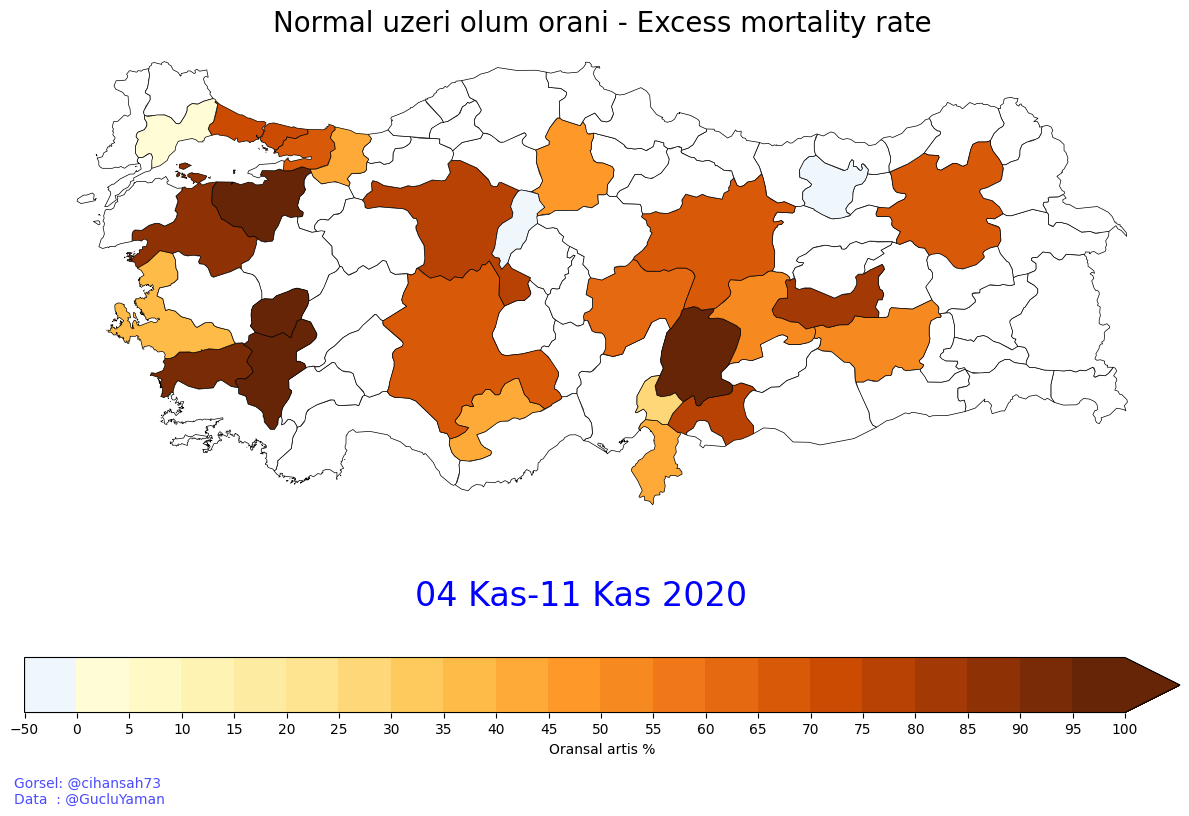 Normal uzeri olum orani - Excess mortality rate
04 Kas-11 Kas 2020
−50 0 5 10 15 20 25 30 35 40 45 50 55 60 65 70 75 80 85 90 95 100
Oransal artis %
Gorsel: @cihansah73
Data  : @GucluYaman